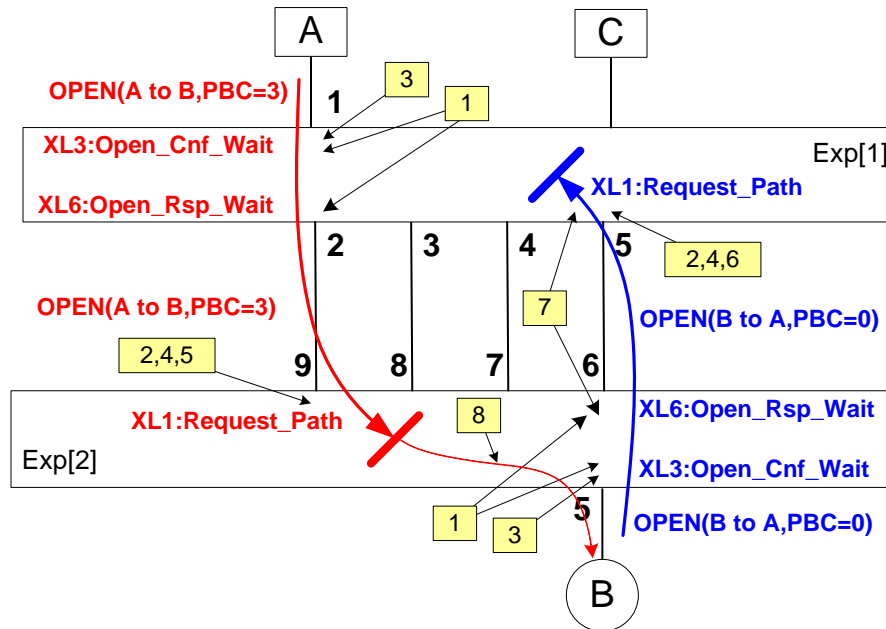 A
C
OPEN(A to B,PBC=3)
1
3
1
XL3:Open_Cnf_Wait
Exp[1]
XL1:Request_Path
XL6:Open_Rsp_Wait
2
3
4
5
2,4,6
OPEN(A to B,PBC=3)
7
OPEN(B to A,PBC=0)
2,4,5
9
8
7
6
XL1:Request_Path
8
XL6:Open_Rsp_Wait
Exp[2]
XL3:Open_Cnf_Wait
1
3
5
OPEN(B to A,PBC=0)
B